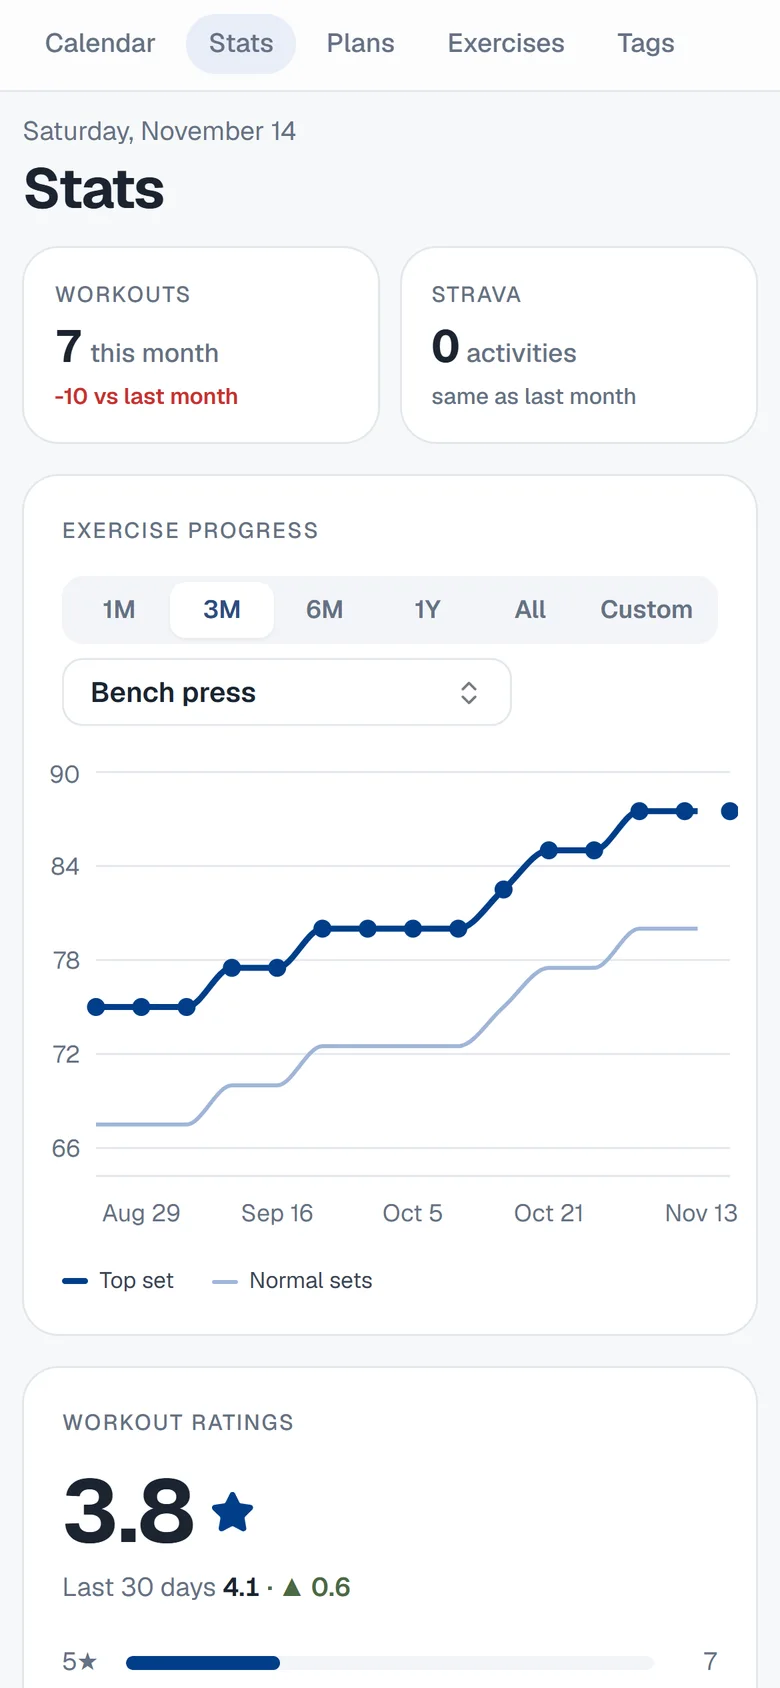 Calendar Stats Plans Exercises Tags
Saturday, November 14
Stats
WORKOUTS
7 this month
-10 vs last month
STRAVA
0 activities
same as last month
EXERCISE PROGRESS
1M 3M 6M 1Y All Custom
Bench press
90
84
78
72
66
Aug 29 Sep 16 Oct 5 Oct 21 Nov 13
Top set Normal sets
WORKOUT RATINGS
3.8 ★
Last 30 days 4.1 · ▲ 0.6
5★ 7